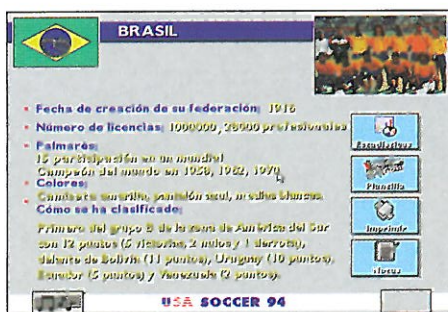 BRASIL
Fecha de creación de su federación: 1916
Número de licencias: 1000000, 28000 profesionales
Palmarés:
15 participación en un mundial
Campeón del mundo en 1958, 1962, 1970
Colores:
Camiseta amarilla, pantalón azul, medias blancas.
Cómo se ha clasificado:
Primero del grupo B de la zona de América del Sur
con 12 puntos (5 victorias, 2 nulos y 1 derrota),
delante de Bolivia (11 puntos), Uruguay (10 puntos),
Ecuador (5 puntos) y Venezuela (2 puntos).
Estadísticas
Plantilla
Imprimir
Notas
USA SOCCER 94